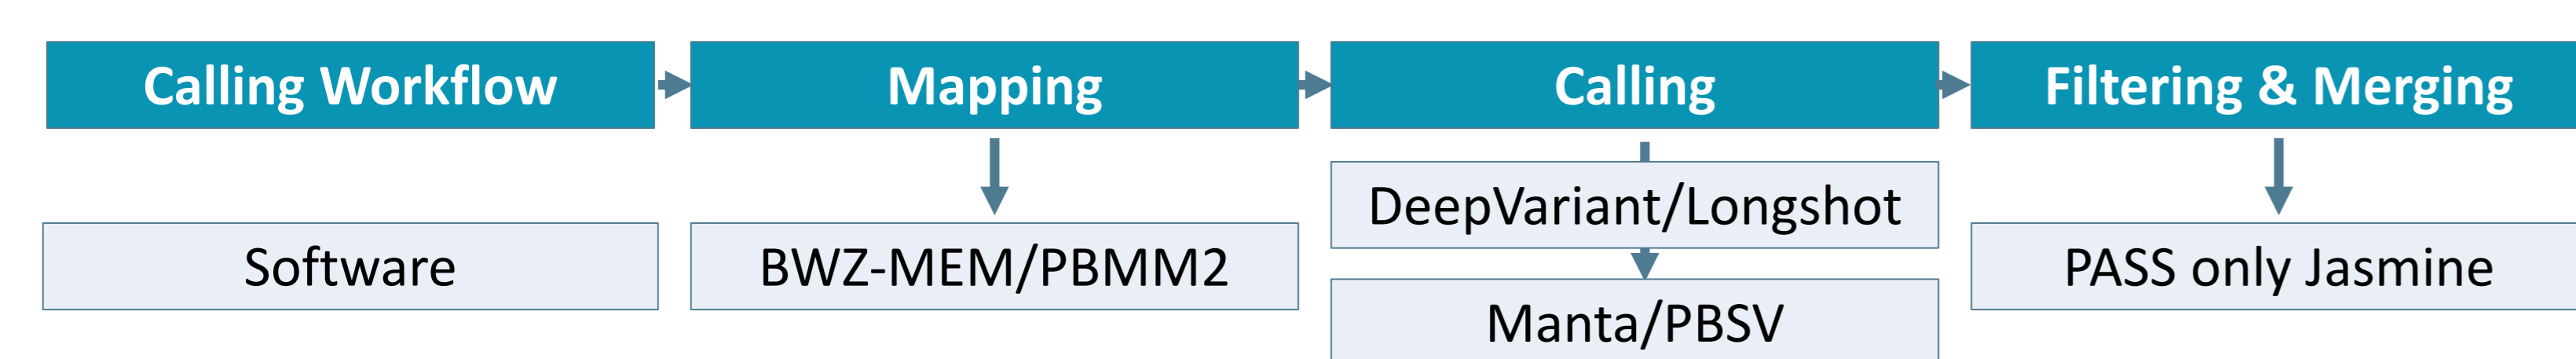 Calling Workflow
Mapping
Calling
Filtering & Merging
Software
BWZ-MEM/PBMM2
DeepVariant/Longshot
Manta/PBSV
PASS only Jasmine